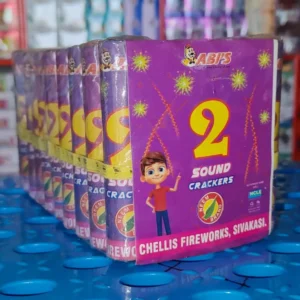 ABI'S
2
SOUND
CRACKERS
CHELLIS FIREWORKS, SIVAKASI.